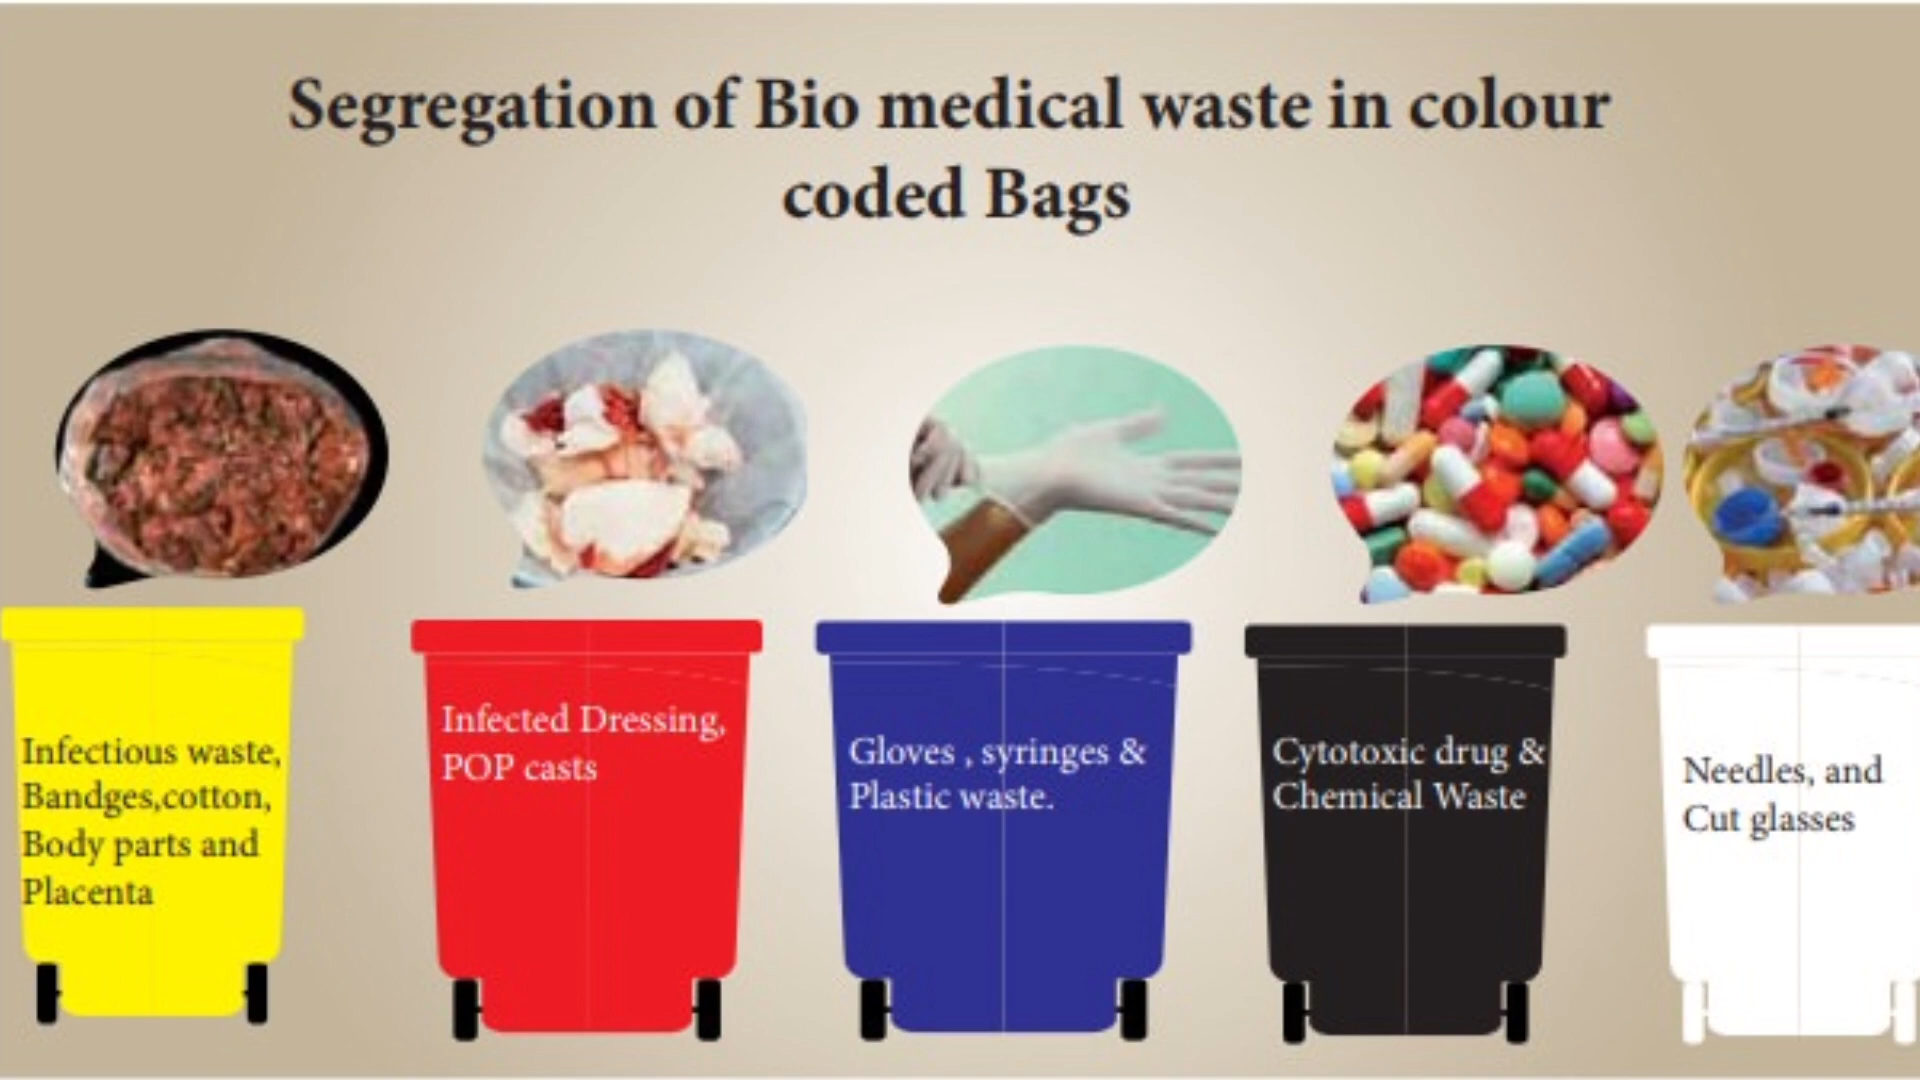 Segregation of Bio medical waste in colour
coded Bags
Infectious waste,
Bandges,cotton,
Body parts and
Placenta
Infected Dressing,
POP casts
Gloves , syringes &
Plastic waste.
Cytotoxic drug &
Chemical Waste
Needles, and
Cut glasses